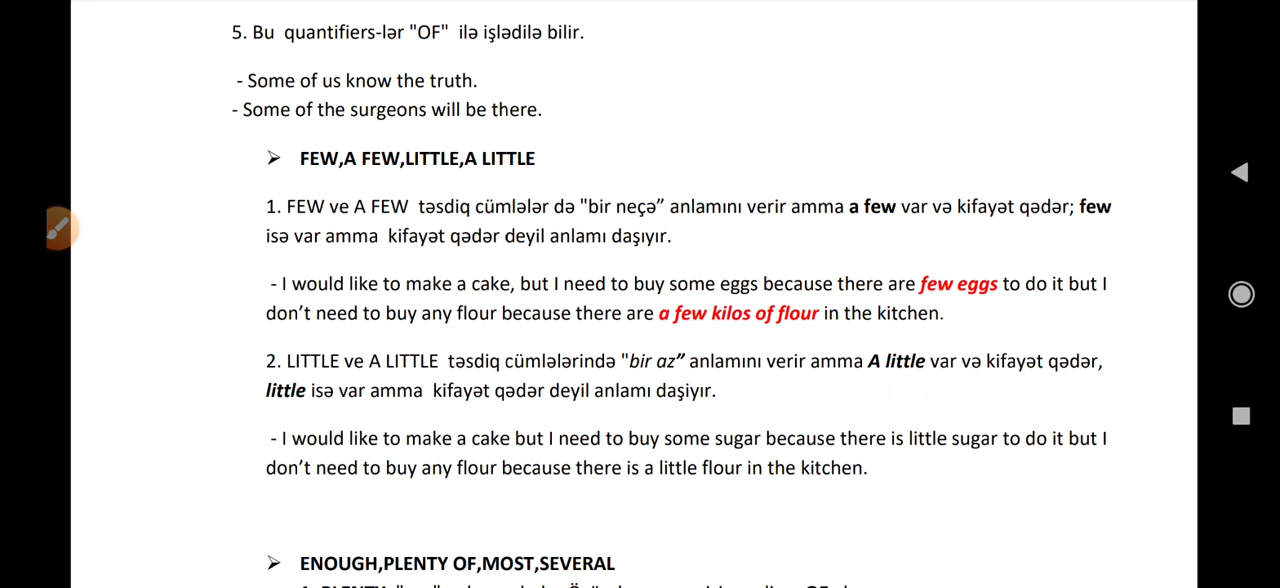 5. Bu quantifiers-lər "OF" ilə işlədilə bilir.
- Some of us know the truth.
- Some of the surgeons will be there.
➢ FEW,A FEW,LITTLE,A LITTLE
1. FEW ve A FEW təsdiq cümlələr də "bir neçə” anlamını verir amma a few var və kifayət qədər; few
isə var amma kifayət qədər deyil anlamı daşıyır.
- I would like to make a cake, but I need to buy some eggs because there are few eggs to do it but I
don’t need to buy any flour because there are a few kilos of flour in the kitchen.
2. LITTLE ve A LITTLE təsdiq cümlələrində "bir az” anlamını verir amma A little var və kifayət qədər,
little isə var amma kifayət qədər deyil anlamı daşiyır.
- I would like to make a cake but I need to buy some sugar because there is little sugar to do it but I
don’t need to buy any flour because there is a little flour in the kitchen.
➢ ENOUGH,PLENTY OF,MOST,SEVERAL